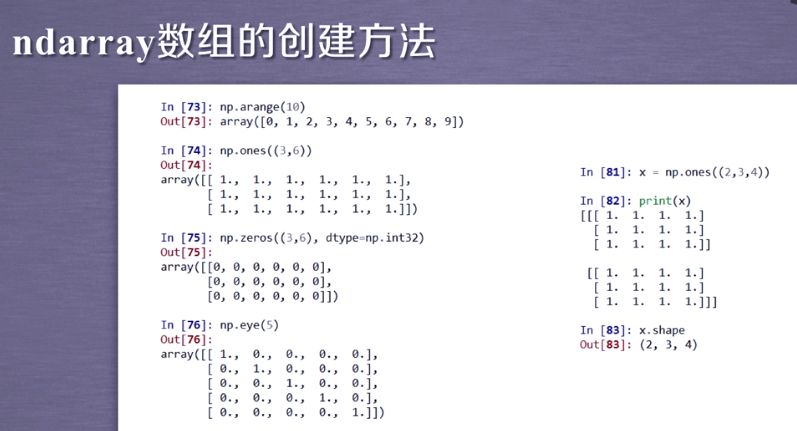 ndarray数组的创建方法
In [73]: np.arange(10)
Out[73]: array([0, 1, 2, 3, 4, 5, 6, 7, 8, 9])
In [74]: np.ones((3,6))
Out[74]:
array([[ 1., 1., 1., 1., 1., 1.],
[ 1., 1., 1., 1., 1., 1.],
[ 1., 1., 1., 1., 1., 1.]])
In [75]: np.zeros((3,6), dtype=np.int32)
Out[75]:
array([[0, 0, 0, 0, 0, 0],
[0, 0, 0, 0, 0, 0],
[0, 0, 0, 0, 0, 0]])
In [76]: np.eye(5)
Out[76]:
array([[ 1., 0., 0., 0., 0.],
[ 0., 1., 0., 0., 0.],
[ 0., 0., 1., 0., 0.],
[ 0., 0., 0., 1., 0.],
[ 0., 0., 0., 0., 1.]])
In [81]: x = np.ones((2,3,4))
In [82]: print(x)
[[[ 1. 1. 1. 1.]
[ 1. 1. 1. 1.]
[ 1. 1. 1. 1.]]
[[ 1. 1. 1. 1.]
[ 1. 1. 1. 1.]
[ 1. 1. 1. 1.]]]
In [83]: x.shape
Out[83]: (2, 3, 4)